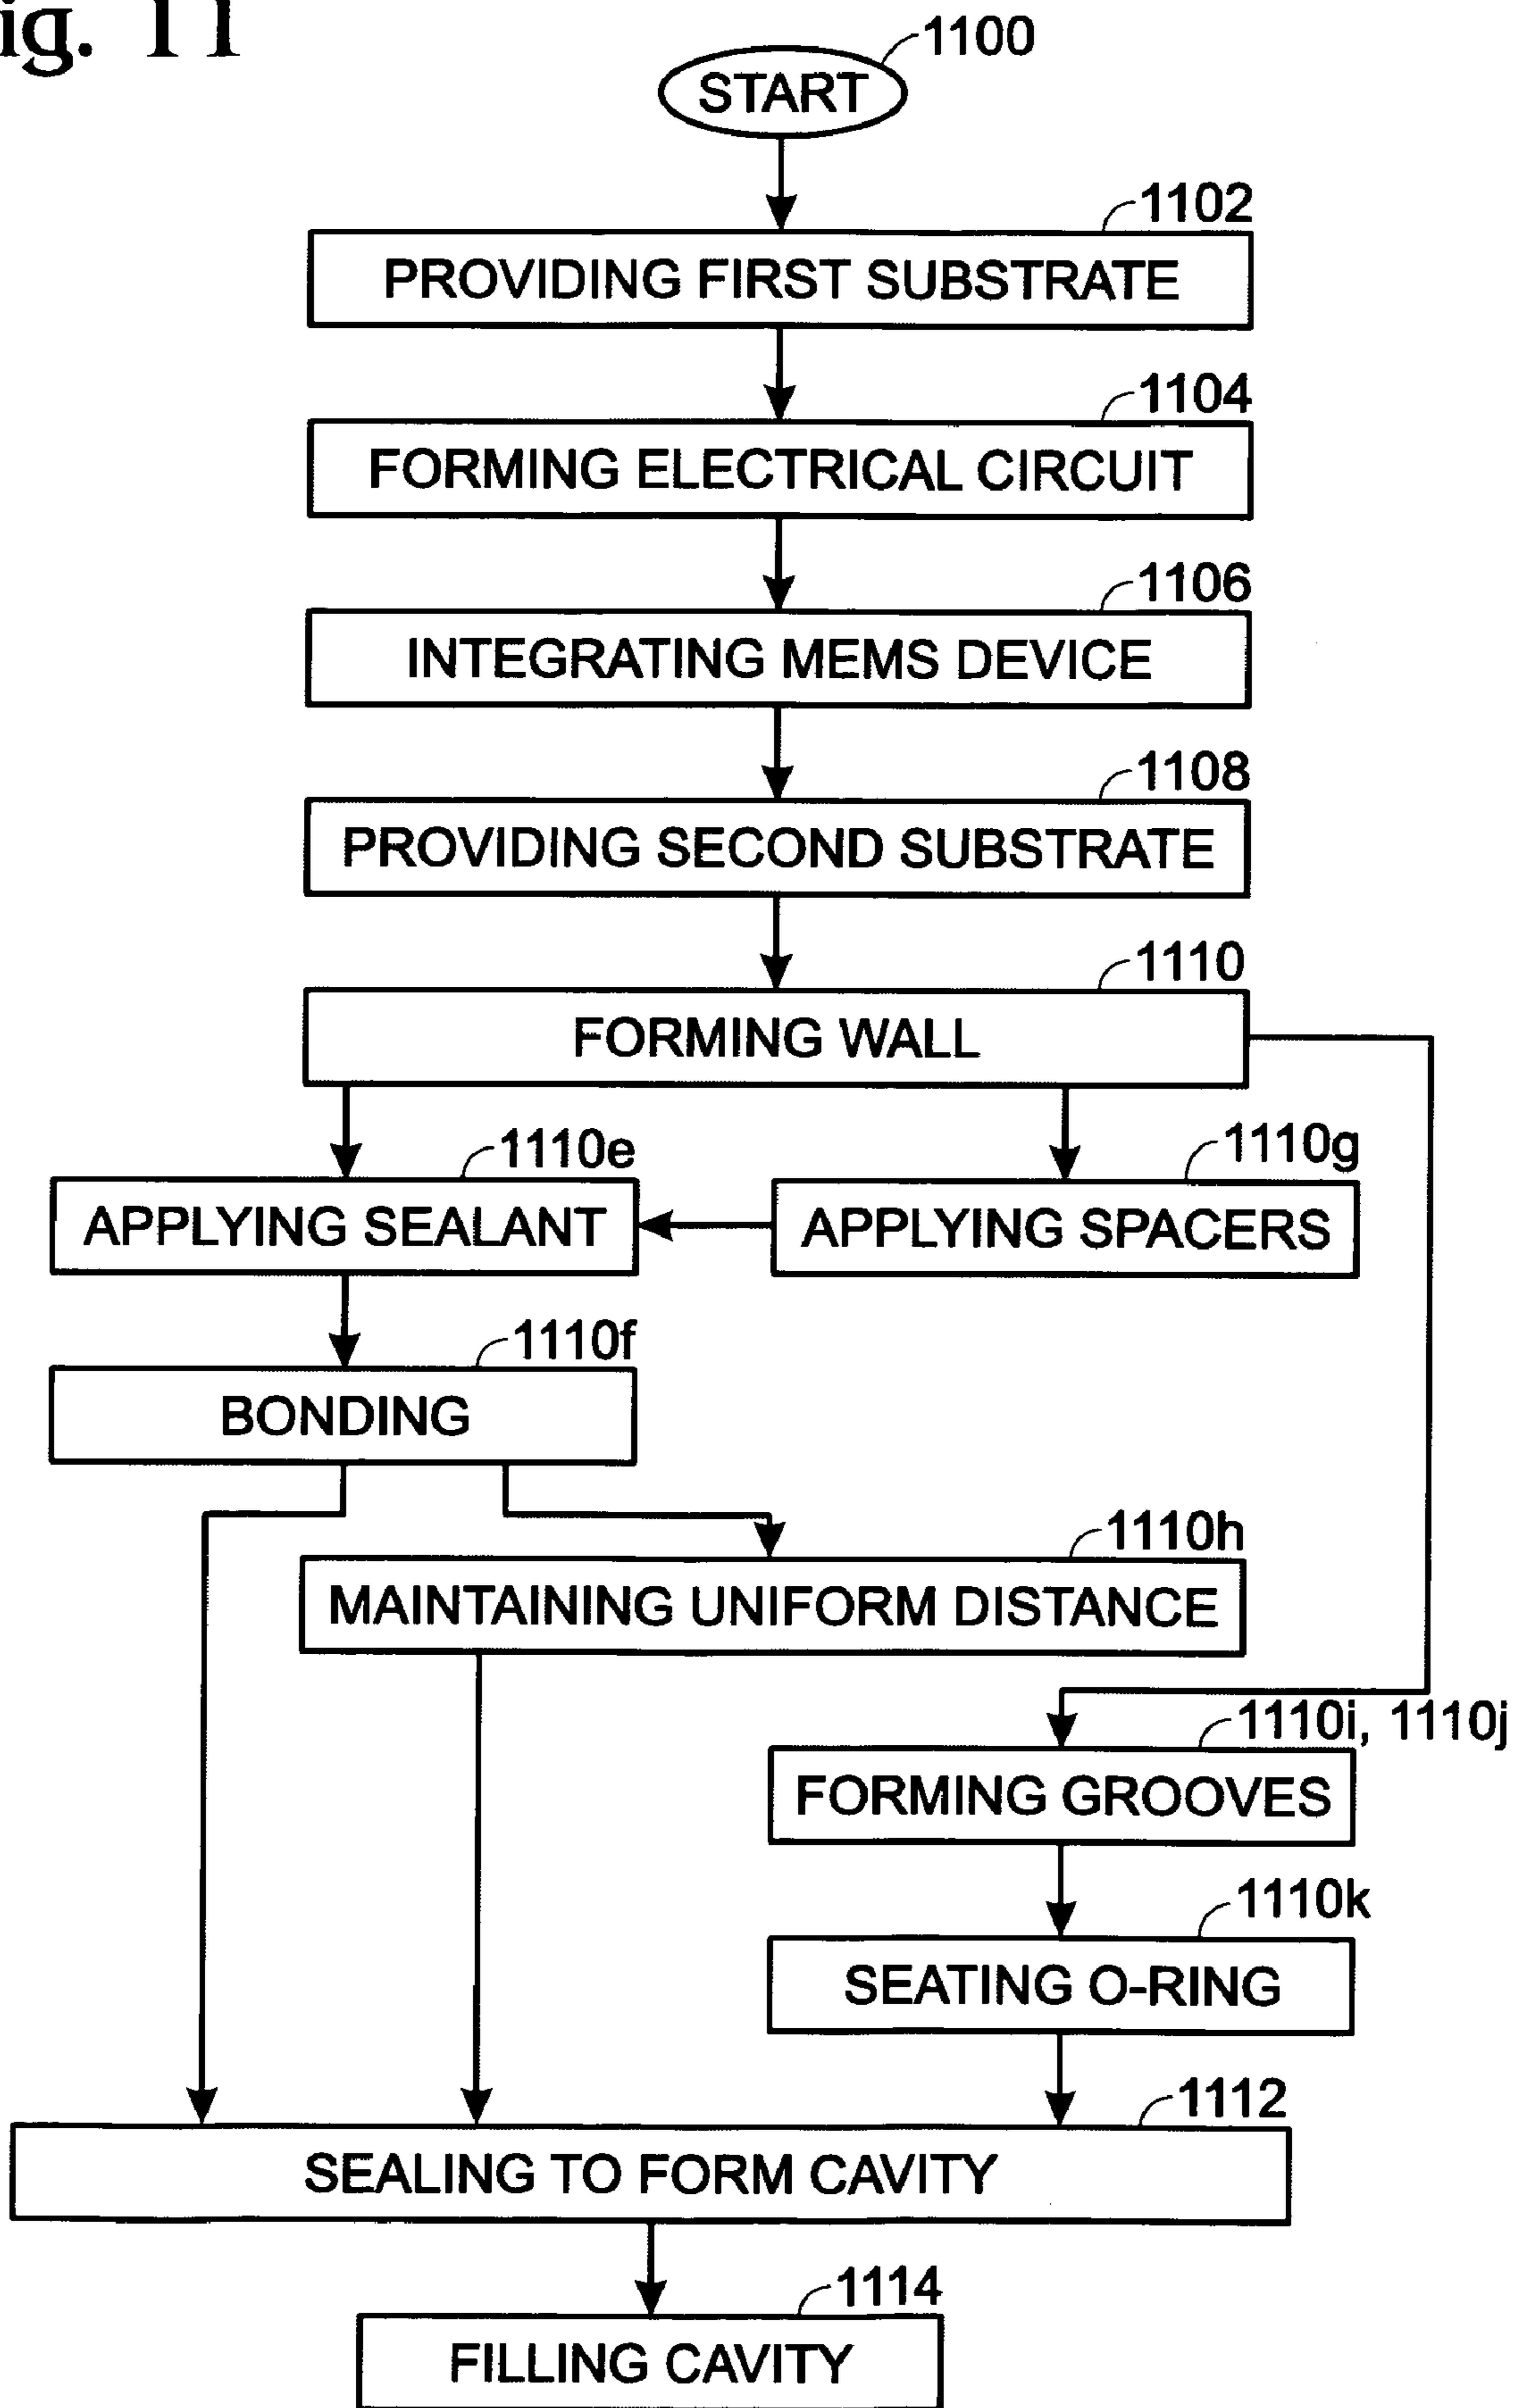 ig. 11
1100
START
1102
PROVIDING FIRST SUBSTRATE
1104
FORMING ELECTRICAL CIRCUIT
1106
INTEGRATING MEMS DEVICE
1108
PROVIDING SECOND SUBSTRATE
1110
FORMING WALL
1110e
APPLYING SEALANT
1110g
APPLYING SPACERS
1110f
BONDING
1110h
MAINTAINING UNIFORM DISTANCE
1110i, 1110j
FORMING GROOVES
1110k
SEATING O-RING
1112
SEALING TO FORM CAVITY
1114
FILLING CAVITY